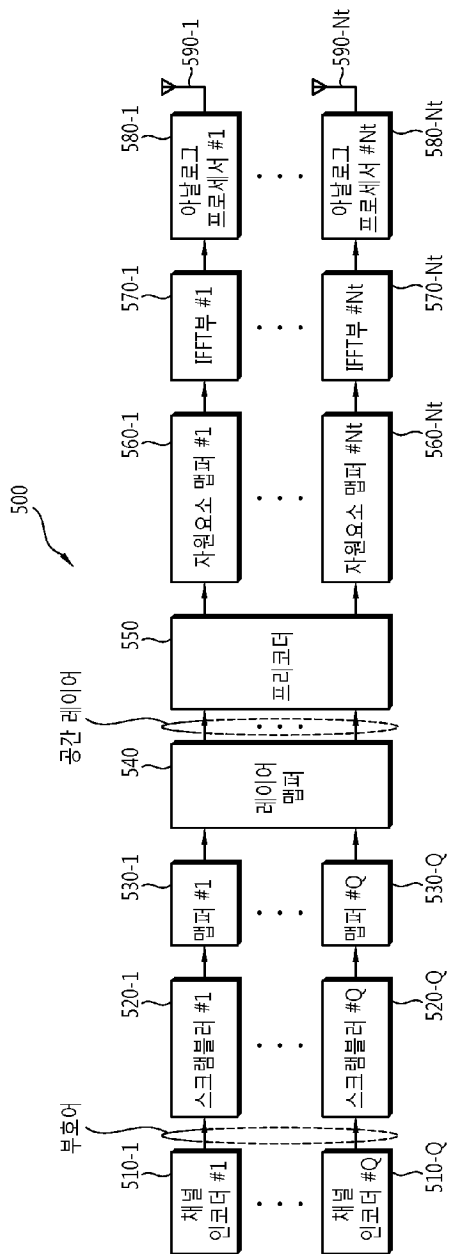 500
부호어
공간 레이어
510-1
채널
인코더 #1
520-1
스크램블러 #1
530-1
맵퍼 #1
540
레이어
맵퍼
550
프리코더
560-1
자원요소 맵퍼 #1
570-1
IFFT부 #1
580-1
아날로그
프로세서 #1
590-1
채널
인코더 #Q
510-Q
스크램블러 #Q
520-Q
맵퍼 #Q
530-Q
자원요소 맵퍼 #Nt
560-Nt
IFFT부 #Nt
570-Nt
아날로그
프로세서 #Nt
580-Nt
590-Nt